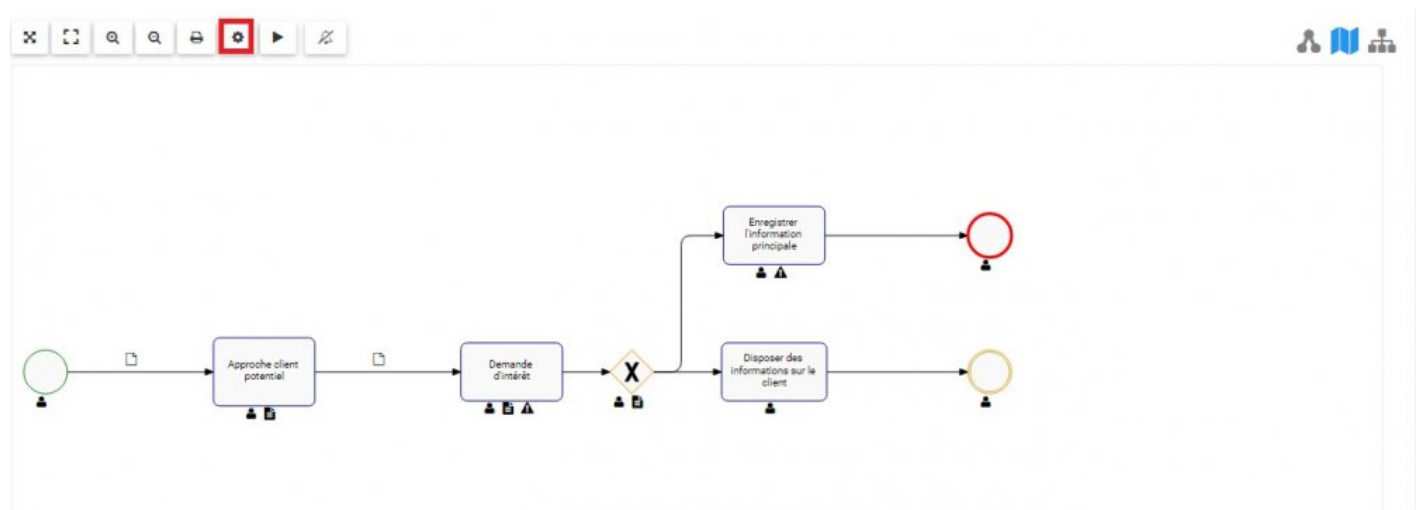 Enregistrer
l'information
principale
Approche client
potentiel
Demande
d'intérêt
X
Disposer des
informations sur le
client